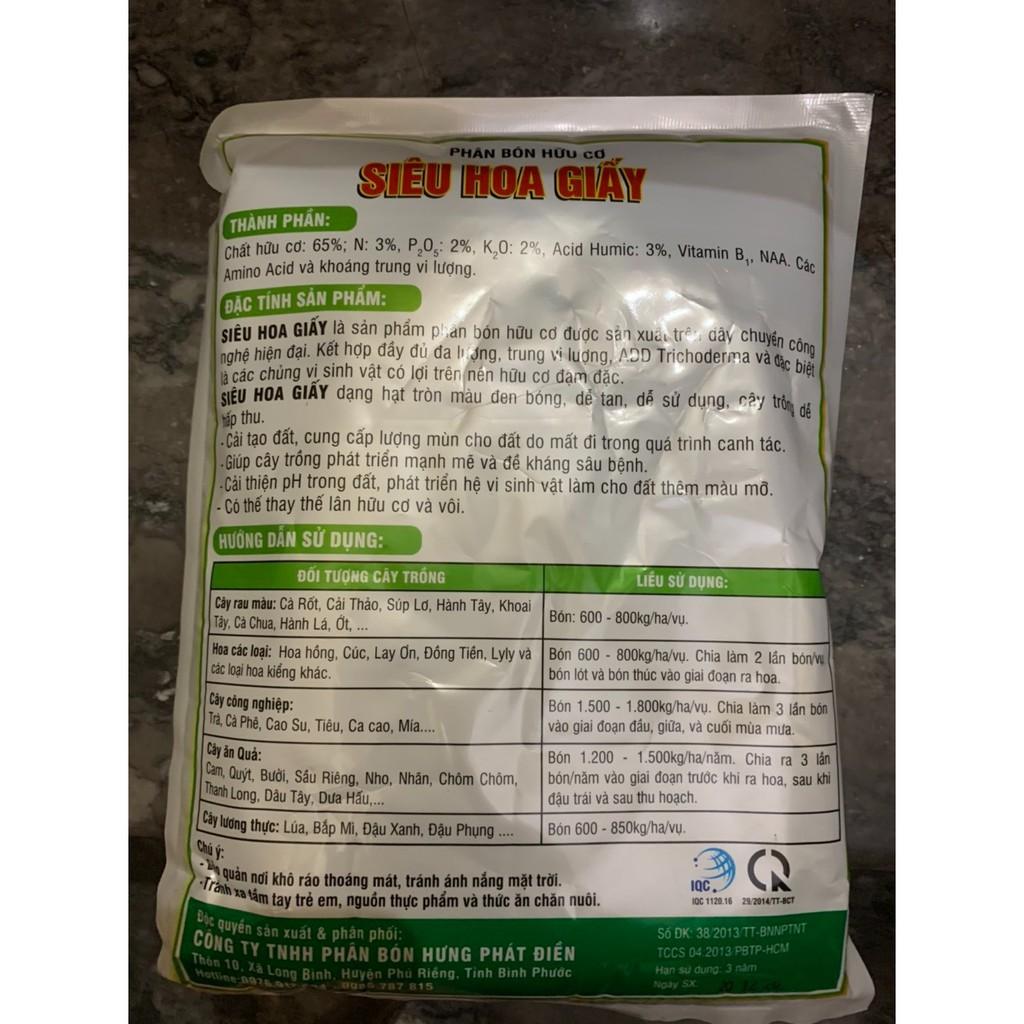 PHÂN BÓN HỮU CƠ
SIÊU HOA GIẤY
THÀNH PHẦN:
Chất hữu cơ: 65%; N: 3%, P₂O₅: 2%, K₂O: 2%, Acid Humic: 3%, Vitamin B₁, NAA. Các
Amino Acid và khoáng trung vi lượng.
ĐẶC TÍNH SẢN PHẨM:
SIÊU HOA GIẤY là sản phẩm phân bón hữu cơ được sản xuất trên dây chuyền công
nghệ hiện đại. Kết hợp đầy đủ đa lượng, trung vi lượng, ADD Trichoderma và đặc biệt
là các chủng vi sinh vật có lợi trên nền hữu cơ đậm đặc.
SIÊU HOA GIẤY dạng hạt tròn màu đen bóng, dễ tan, dễ sử dụng, cây trồng dễ
hấp thu.
- Cải tạo đất, cung cấp lượng mùn cho đất do mất đi trong quá trình canh tác.
- Giúp cây trồng phát triển mạnh mẽ và đề kháng sâu bệnh.
- Cải thiện pH trong đất, phát triển hệ vi sinh vật làm cho đất thêm màu mỡ.
- Có thể thay thế lân hữu cơ và vôi.
HƯỚNG DẪN SỬ DỤNG:
ĐỐI TƯỢNG CÂY TRỒNG LIỀU SỬ DỤNG:
Cây rau màu: Cà Rốt, Cải Thảo, Súp Lơ, Hành Tây, Khoai
Tây, Cà Chua, Hành Lá, Ớt, ...
Bón: 600 - 800kg/ha/vụ.
Hoa các loại: Hoa hồng, Cúc, Lay Ơn, Đồng Tiền, Lyly và
các loại hoa kiểng khác.
Bón 600 - 800kg/ha/vụ. Chia làm 2 lần bón/vụ
bón lót và bón thúc vào giai đoạn ra hoa.
Cây công nghiệp:
Trà, Cà Phê, Cao Su, Tiêu, Ca cao, Mía....
Bón 1.500 - 1.800kg/ha/vụ. Chia làm 3 lần bón
vào giai đoạn đầu, giữa, và cuối mùa mưa.
Cây ăn Quả:
Cam, Quýt, Bưởi, Sầu Riêng, Nho, Nhãn, Chôm Chôm,
Thanh Long, Dâu Tây, Dưa Hấu,...
Bón 1.200 - 1.500kg/ha/năm. Chia ra 3 lần
bón/năm vào giai đoạn trước khi ra hoa, sau khi
đậu trái và sau thu hoạch.
Cây lương thực: Lúa, Bắp Mì, Đậu Xanh, Đậu Phụng ....
Bón 600 - 850kg/ha/vụ.
Chú ý:
- quản nơi khô ráo thoáng mát, tránh ánh nắng mặt trời.
- Tránh xa tầm tay trẻ em, nguồn thực phẩm và thức ăn chăn nuôi.
IQC
IQC 1120.16 29/2014/TT-BCT
Độc quyền sản xuất & phân phối:
CÔNG TY TNHH PHÂN BÓN HƯNG PHÁT ĐIỀN
Thôn 10, Xã Long Bình, Huyện Phú Riềng, Tỉnh Bình Phước
Hotline: 787 815
Số ĐK: 38/2013/TT-BNNPTNT
TCCS 04:2013/PBTP-HCM
Hạn sử dụng: 3 năm
Ngày SX: